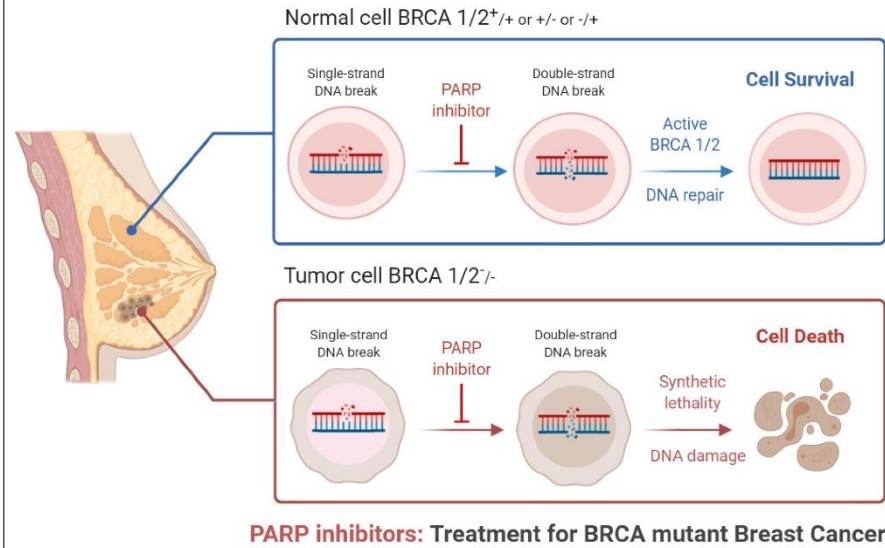 Normal cell BRCA 1/2⁺/+ or +/- or -/+
Single-strand
DNA break
PARP
inhibitor
Double-strand
DNA break
Active
BRCA 1/2
DNA repair
Cell Survival
Tumor cell BRCA 1/2⁻/-
Single-strand
DNA break
PARP
inhibitor
Double-strand
DNA break
Synthetic
lethality
DNA damage
Cell Death
PARP inhibitors: Treatment for BRCA mutant Breast Cancer